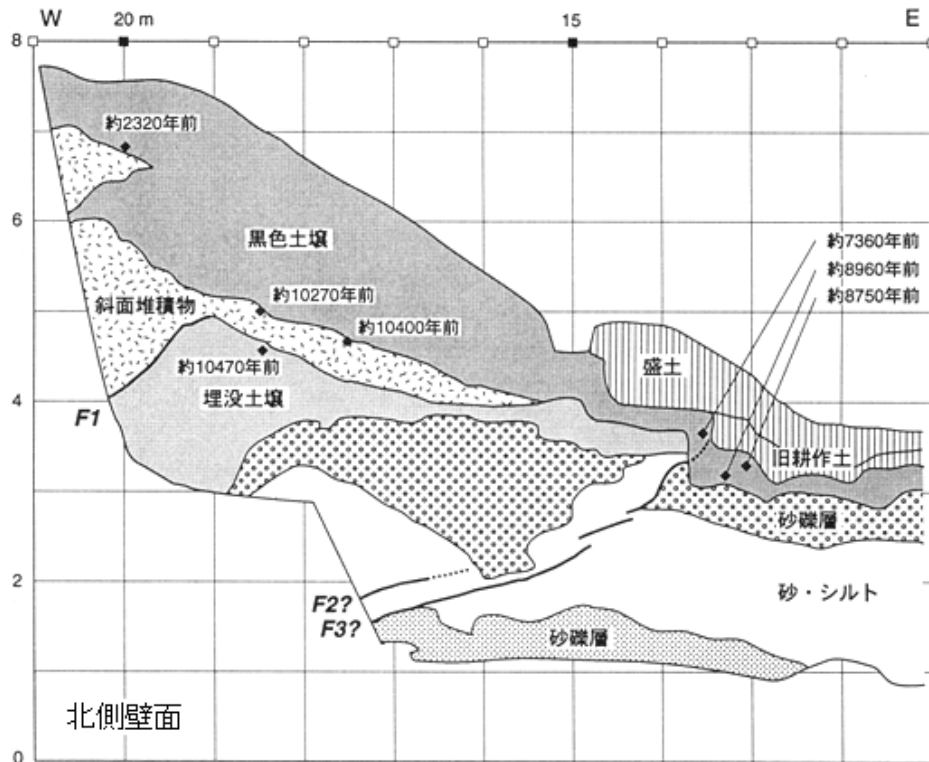 W 20 m 15 E
8
約2320年前
6
黒色土壌
約7360年前
約8960年前
約8750年前
斜面堆積物
約10270年前
約10400年前
盛土
約10470年前
埋没土壌
4
F1
旧耕作土
砂礫層
2
F2?
F3?
砂・シルト
砂礫層
北側壁面
0